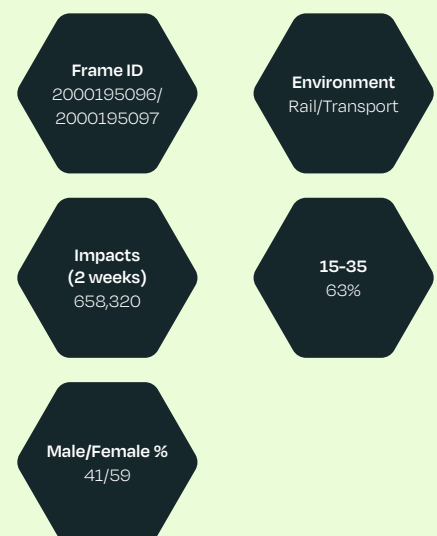 Frame ID
2000195096/
2000195097
Environment
Rail/Transport
Impacts
(2 weeks)
658,320
15-35
63%
Male/Female %
41/59